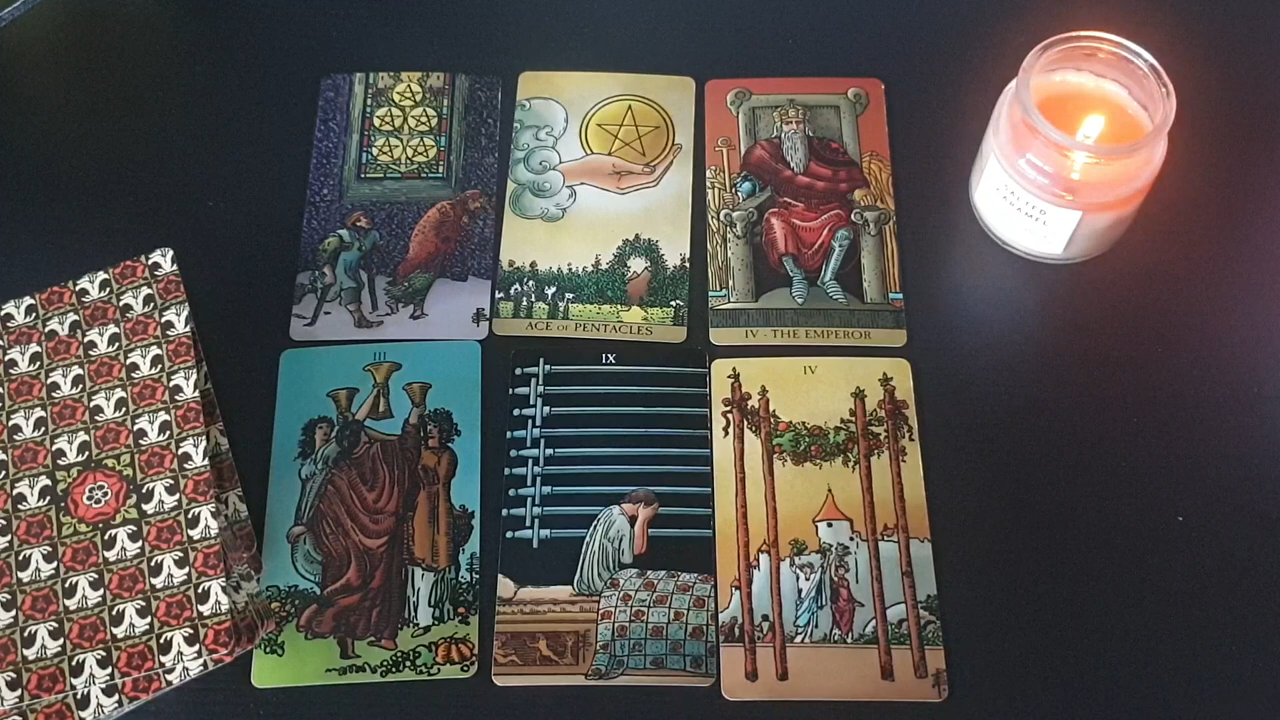 ACE OF PENTACLES
IV - THE EMPEROR
III
IX
IV
SALTED
CARAMEL